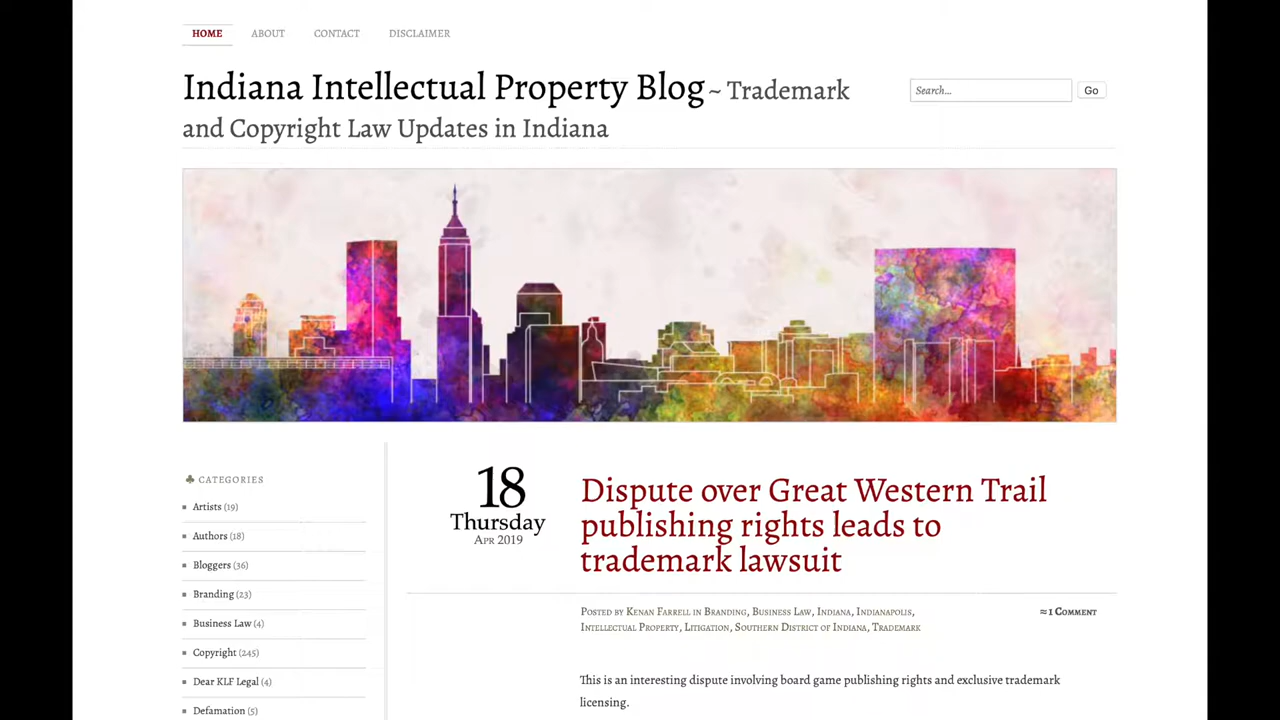 HOME ABOUT CONTACT DISCLAIMER
Indiana Intellectual Property Blog ~ Trademark
and Copyright Law Updates in Indiana
Search...
Go
♣ CATEGORIES
Artists (19)
Authors (18)
Bloggers (36)
Branding (23)
Business Law (4)
Copyright (245)
Dear KLF Legal (4)
Defamation (5)
18
Thursday
APR 2019
Dispute over Great Western Trail
publishing rights leads to
trademark lawsuit
POSTED BY KENAN FARRELL IN BRANDING, BUSINESS LAW, INDIANA, INDIANAPOLIS,
INTELLECTUAL PROPERTY, LITIGATION, SOUTHERN DISTRICT OF INDIANA, TRADEMARK
≈ 1 COMMENT
This is an interesting dispute involving board game publishing rights and exclusive trademark
licensing.